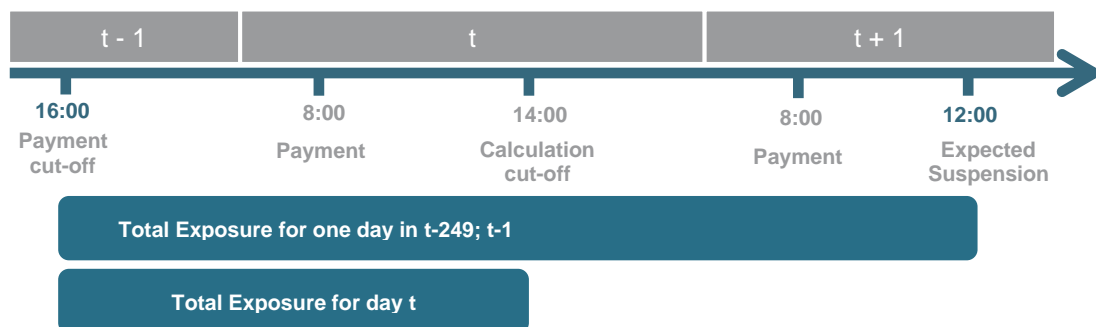 t - 1
t
t + 1
16:00
8:00
14:00
8:00
12:00
Payment
cut-off
Payment
Calculation
cut-off
Payment
Expected
Suspension
Total Exposure for one day in t-249; t-1
Total Exposure for day t